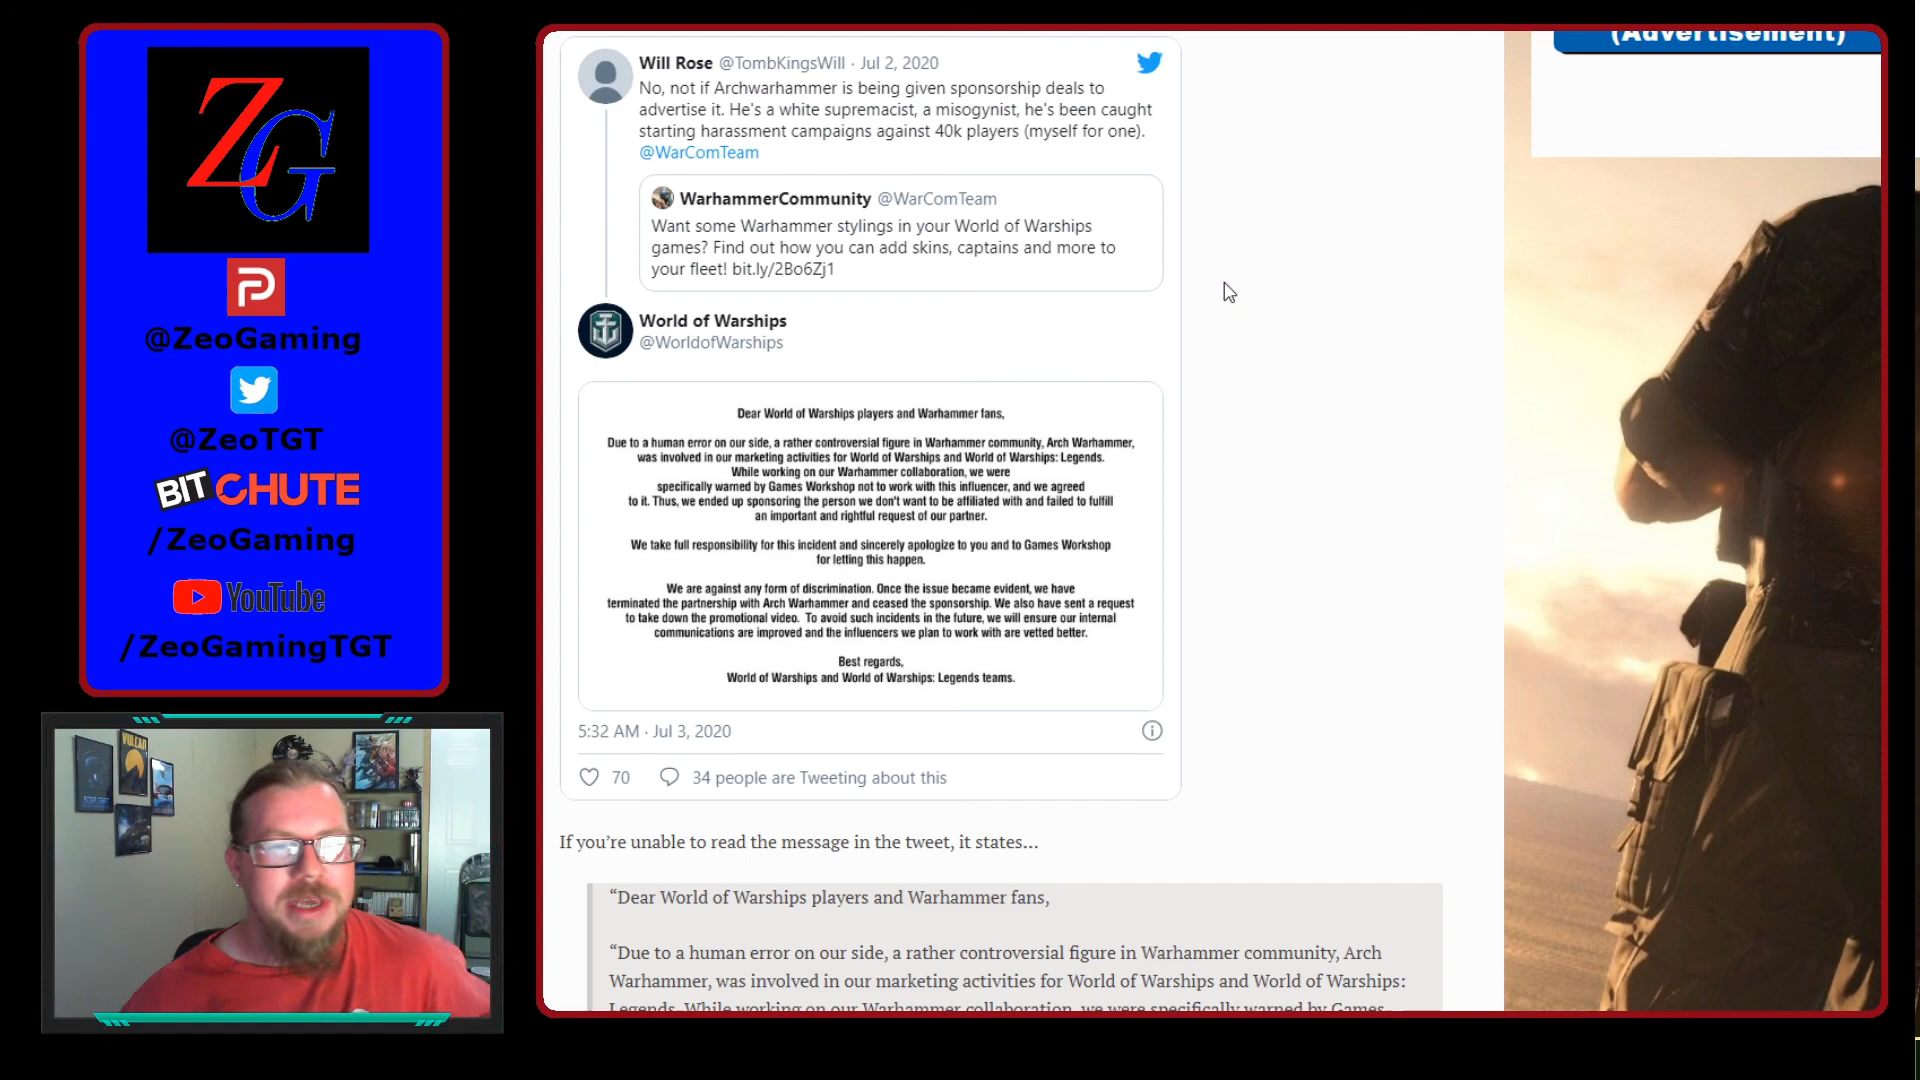 ZG
@ZeoGaming
@ZeoTGT
BIT CHUTE
/ZeoGaming
YouTube
/ZeoGamingTGT
VULCAN
(Advertisement)
Will Rose @TombKingsWill · Jul 2, 2020
No, not if Archwarhammer is being given sponsorship deals to
advertise it. He's a white supremacist, a misogynist, he's been caught
starting harassment campaigns against 40k players (myself for one).
@WarComTeam
WarhammerCommunity @WarComTeam
Want some Warhammer stylings in your World of Warships
games? Find out how you can add skins, captains and more to
your fleet! bit.ly/2Bo6Zj1
World of Warships
@WorldofWarships
Dear World of Warships players and Warhammer fans,
Due to a human error on our side, a rather controversial figure in Warhammer community, Arch Warhammer,
was involved in our marketing activities for World of Warships and World of Warships: Legends.
While working on our Warhammer collaboration, we were
specifically warned by Games Workshop not to work with this influencer, and we agreed
to it. Thus, we ended up sponsoring the person we don't want to be affiliated with and failed to fulfill
an important and rightful request of our partner.
We take full responsibility for this incident and sincerely apologize to you and to Games Workshop
for letting this happen.
We are against any form of discrimination. Once the issue became evident, we have
terminated the partnership with Arch Warhammer and ceased the sponsorship. We also have sent a request
to take down the promotional video. To avoid such incidents in the future, we will ensure our internal
communications are improved and the influencers we plan to work with are vetted better.
Best regards,
World of Warships and World of Warships: Legends teams.
5:32 AM · Jul 3, 2020
70 34 people are Tweeting about this
If you're unable to read the message in the tweet, it states...
“Dear World of Warships players and Warhammer fans,
“Due to a human error on our side, a rather controversial figure in Warhammer community, Arch
Warhammer, was involved in our marketing activities for World of Warships and World of Warships:
Legends. While working on our Warhammer collaboration, we were specifically warned by Games